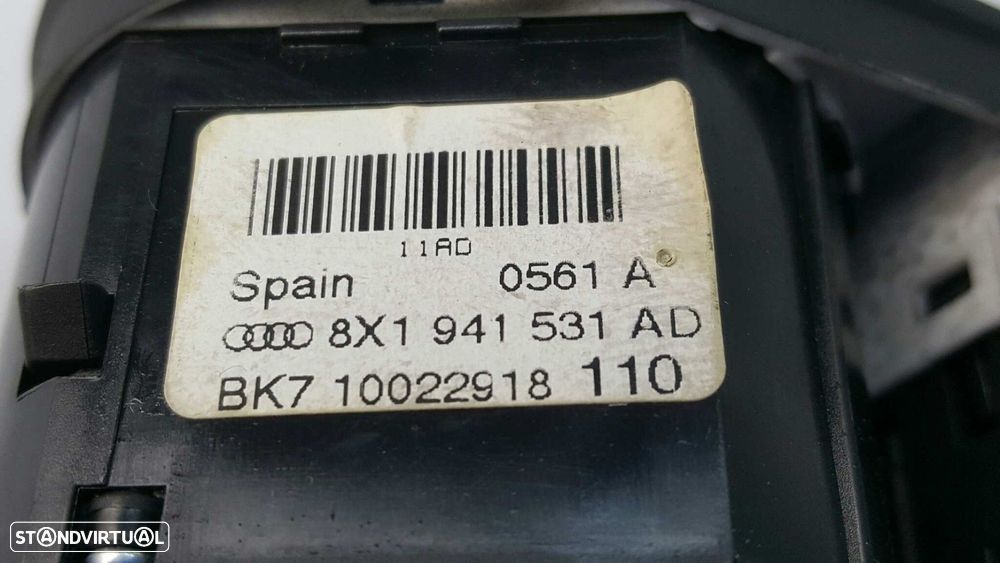 11AD
Spain 0561 A
8X1 941 531 AD
BK7 10022918 110
STANDVIRTUAL